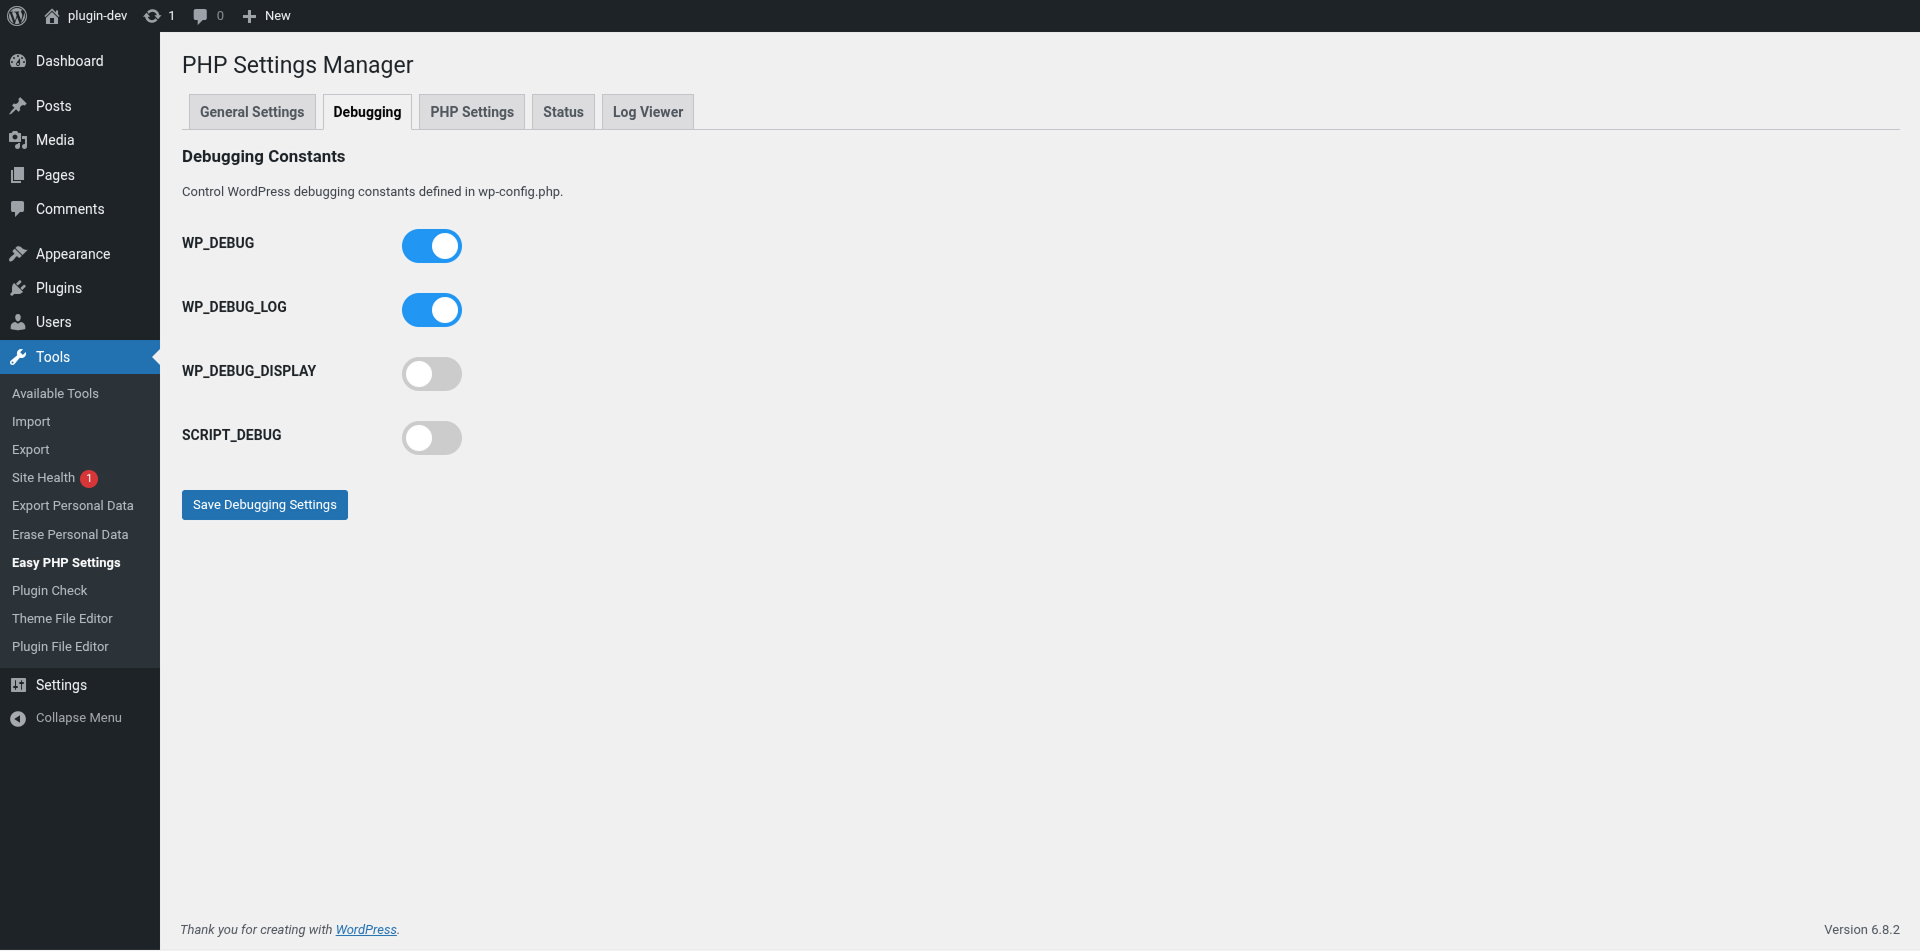 plugin-dev 1 0 New
Dashboard
Posts
Media
Pages
Comments
Appearance
Plugins
Users
Tools
Available Tools
Import
Export
Site Health 1
Export Personal Data
Erase Personal Data
Easy PHP Settings
Plugin Check
Theme File Editor
Plugin File Editor
Settings
Collapse Menu
PHP Settings Manager
General Settings Debugging PHP Settings Status Log Viewer
Debugging Constants
Control WordPress debugging constants defined in wp-config.php.
WP_DEBUG
WP_DEBUG_LOG
WP_DEBUG_DISPLAY
SCRIPT_DEBUG
Save Debugging Settings
Thank you for creating with WordPress. Version 6.8.2